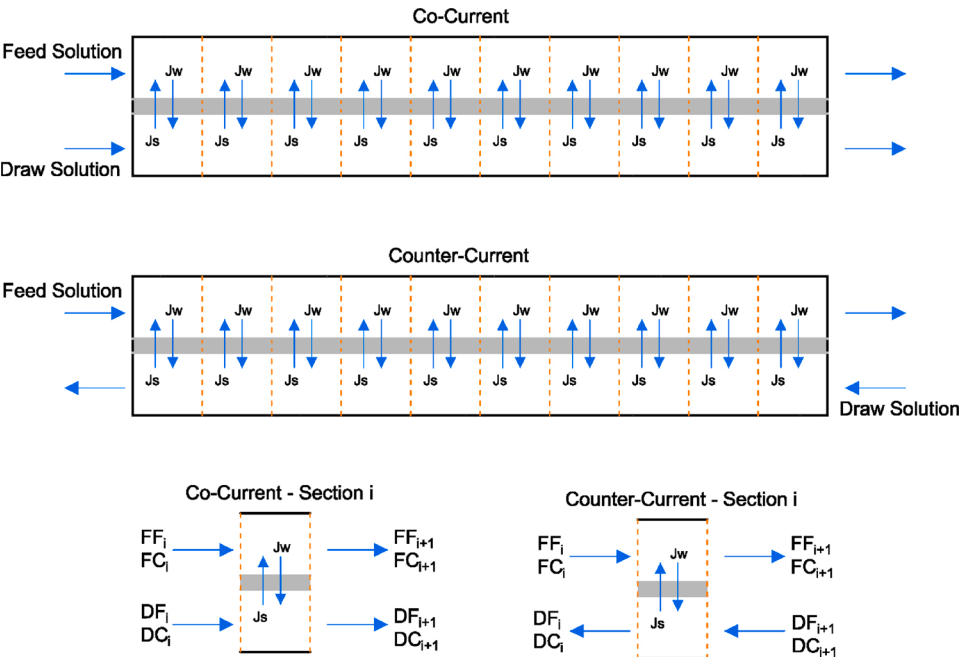 Co-Current
Feed Solution
Jw Jw Jw Jw Jw Jw Jw Jw Jw Jw
Js Js Js Js Js Js Js Js Js Js
Draw Solution
Counter-Current
Feed Solution
Jw Jw Jw Jw Jw Jw Jw Jw Jw Jw
Js Js Js Js Js Js Js Js Js Js
Draw Solution
Co-Current - Section i
FFi
FCi
Jw
FFi+1
FCi+1
DFi
DCi
Js
DFi+1
DCi+1
Counter-Current - Section i
FFi
FCi
Jw
FFi+1
FCi+1
DFi
DCi
Js
DFi+1
DCi+1